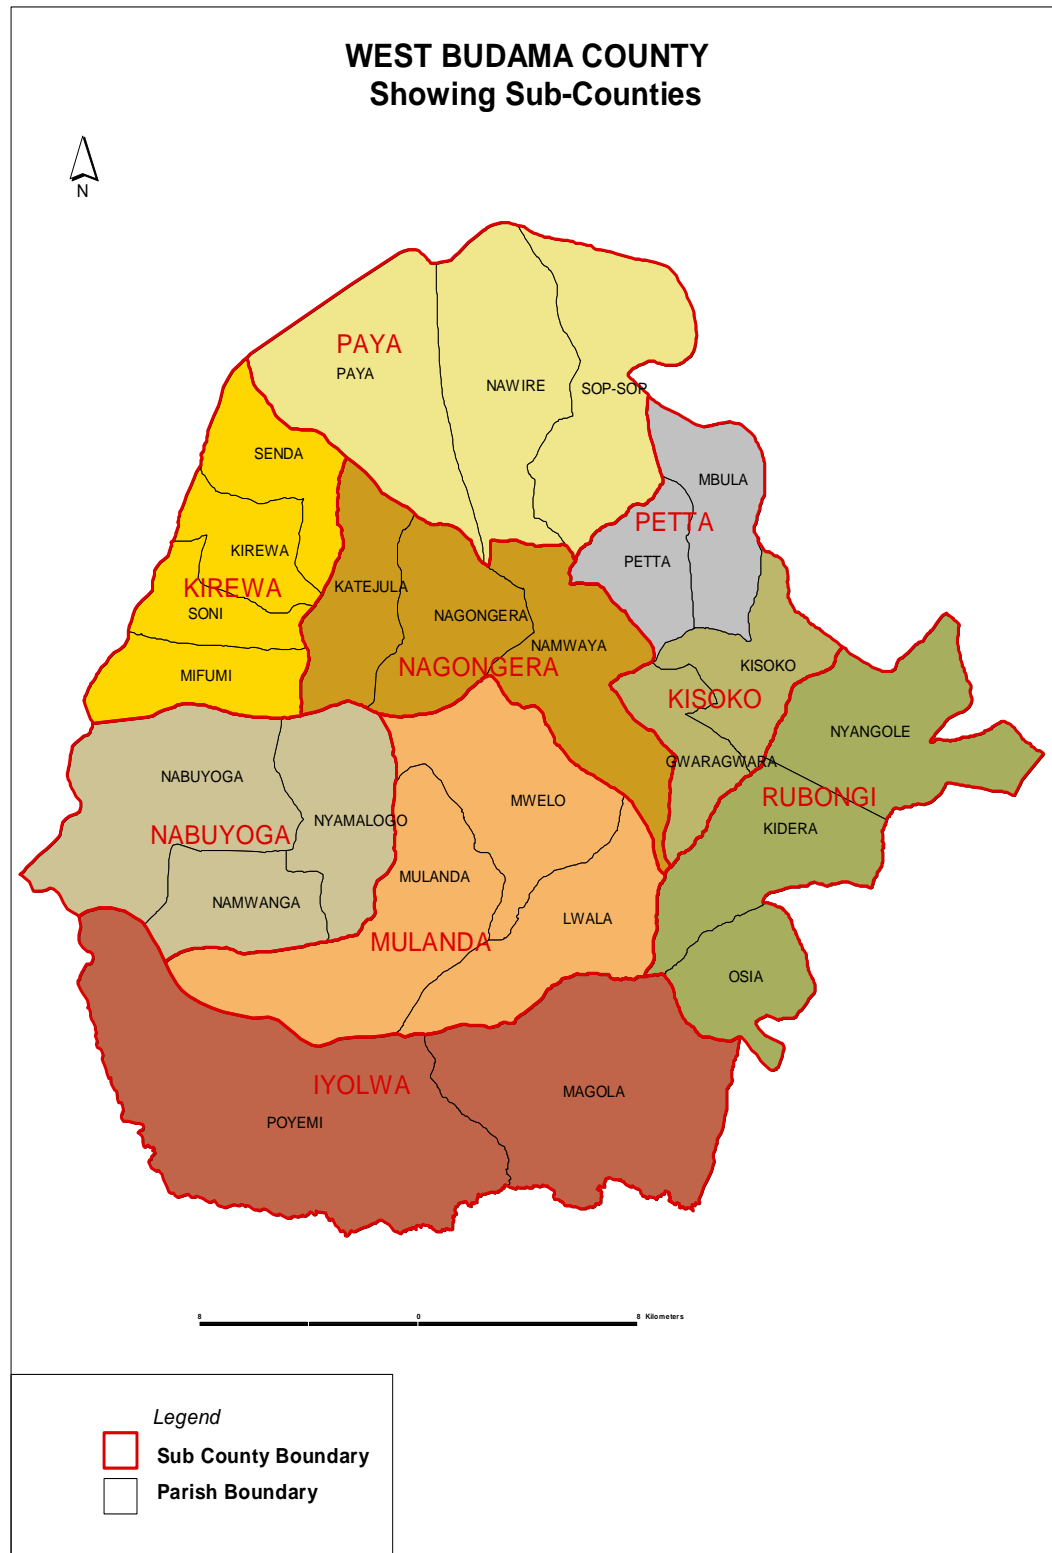 WEST BUDAMA COUNTY
Showing Sub-Counties
N
PAYA
PAYA
NAWIRE
SOP-SOP
SENDA
MBULA
PETTA
KIREWA
PETTA
KATEJULA
KIREWA
SONI
NAGONGERA
NAMWAYA
NAGONGERA
KISOKO
MIFUMI
KISOKO
NYANGOLE
GWARAGWARA
NABUYOGA
MWELO
RUBONGI
NYAMALOGO
KIDERA
NABUYOGA
MULANDA
NAMWANGA
LWALA
MULANDA
OSIA
IYOLWA
MAGOLA
POYEMI
8 0 8 Kilometers
Legend
Sub County Boundary
Parish Boundary